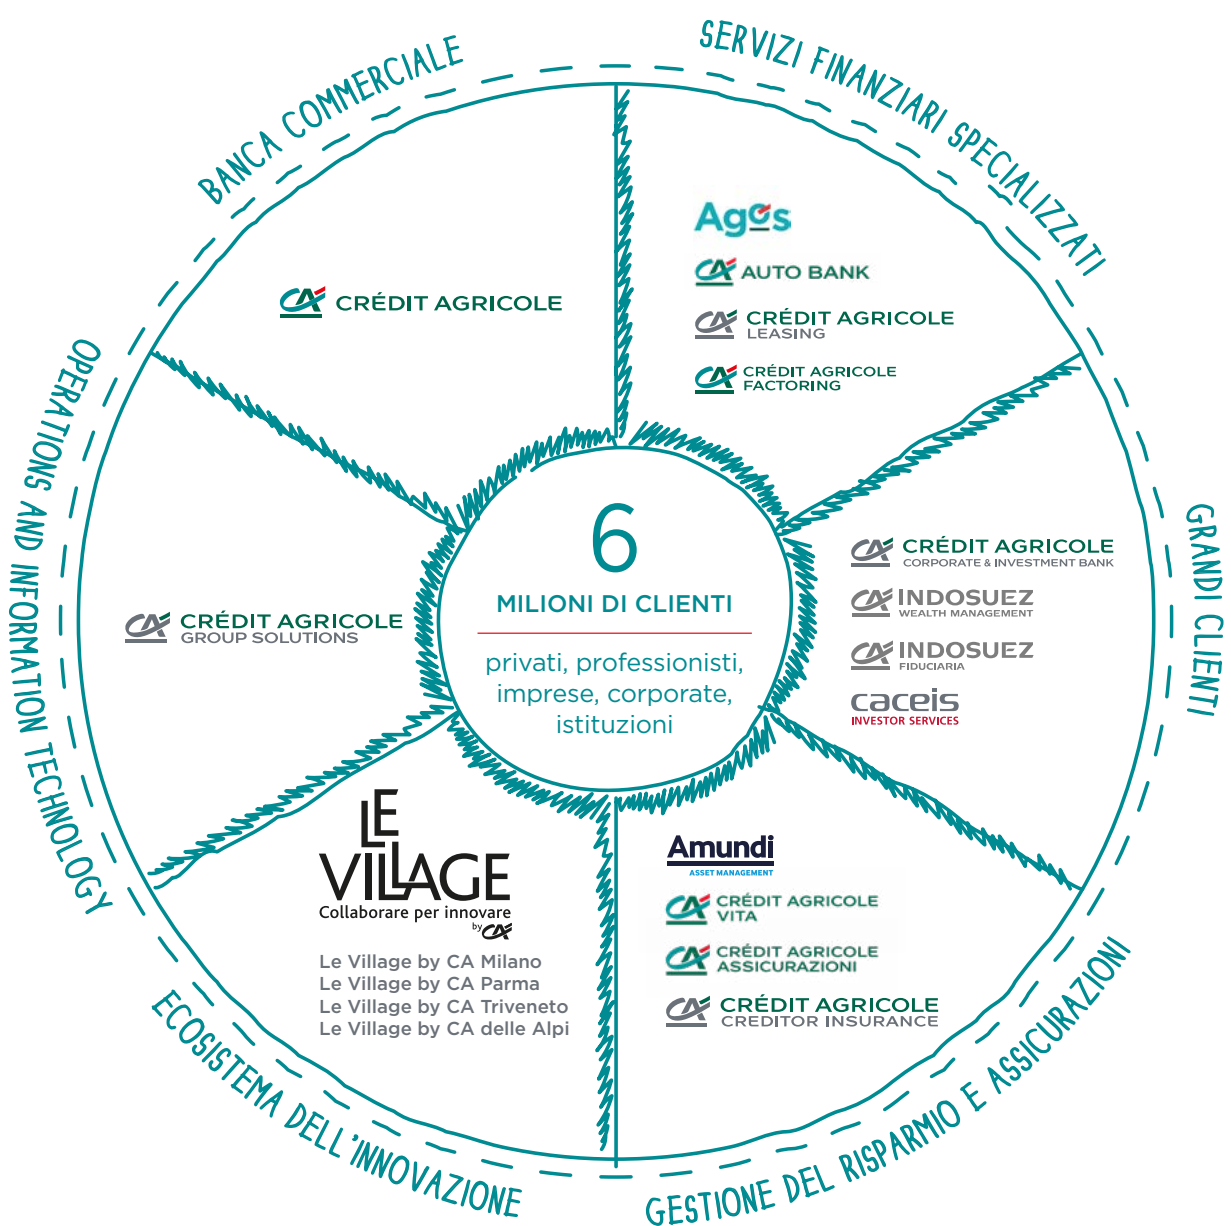 BANCA COMMERCIALE
CRÉDIT AGRICOLE
SERVIZI FINANZIARI SPECIALIZZATI
Agos
AUTO BANK
CRÉDIT AGRICOLE
LEASING
CRÉDIT AGRICOLE
FACTORING
GRANDI CLIENTI
CRÉDIT AGRICOLE
CORPORATE & INVESTMENT BANK
INDOSUEZ
WEALTH MANAGEMENT
INDOSUEZ
FIDUCIARIA
caceis
INVESTOR SERVICES
GESTIONE DEL RISPARMIO E ASSICURAZIONI
Amundi
ASSET MANAGEMENT
CRÉDIT AGRICOLE
VITA
CRÉDIT AGRICOLE
ASSICURAZIONI
CRÉDIT AGRICOLE
CREDITOR INSURANCE
ECOSISTEMA DELL'INNOVAZIONE
LE
VILLAGE
Collaborare per innovare
by CA
Le Village by CA Milano
Le Village by CA Parma
Le Village by CA Triveneto
Le Village by CA delle Alpi
OPERATIONS AND INFORMATION TECHNOLOGY
CRÉDIT AGRICOLE
GROUP SOLUTIONS
6
MILIONI DI CLIENTI
privati, professionisti,
imprese, corporate,
istituzioni